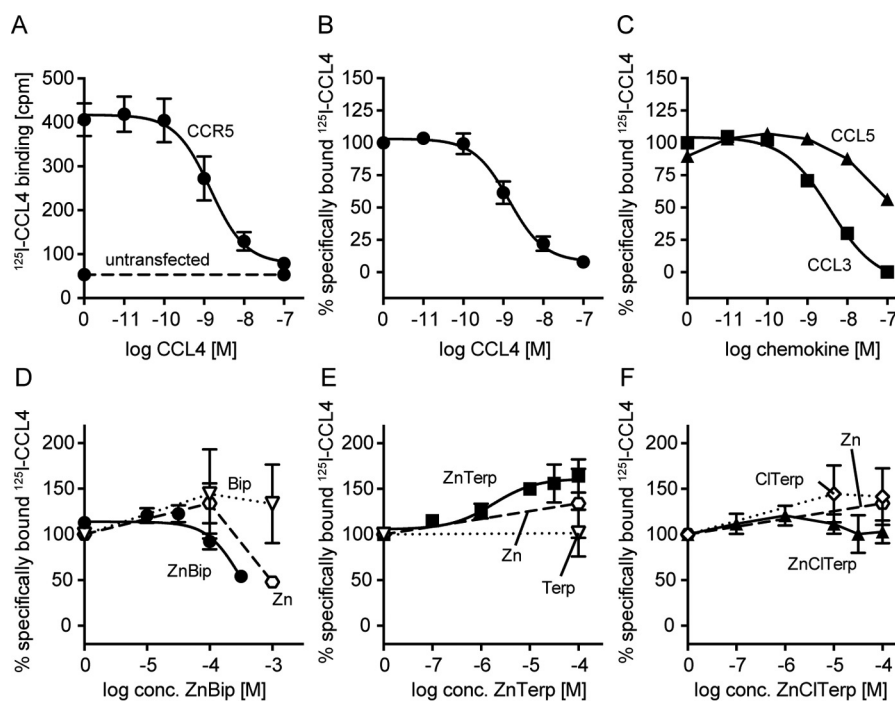 A
¹²⁵I-CCL4 binding [cpm]
500
400
300
200
100
0
CCR5
untransfected
0 -11 -10 -9 -8 -7
log CCL4 [M]
B
% specifically bound ¹²⁵I-CCL4
150
125
100
75
50
25
0
0 -11 -10 -9 -8 -7
log CCL4 [M]
C
% specifically bound ¹²⁵I-CCL4
150
125
100
75
50
25
0
CCL5
CCL3
0 -11 -10 -9 -8 -7
log chemokine [M]
D
% specifically bound ¹²⁵I-CCL4
200
150
100
50
0
Bip
ZnBip
Zn
0 -5 -4 -3
log conc. ZnBip [M]
E
% specifically bound ¹²⁵I-CCL4
200
150
100
50
0
ZnTerp
Zn
Terp
0 -7 -6 -5 -4
log conc. ZnTerp [M]
F
% specifically bound ¹²⁵I-CCL4
200
150
100
50
0
Zn
ClTerp
ZnClTerp
0 -7 -6 -5 -4
log conc. ZnClTerp [M]